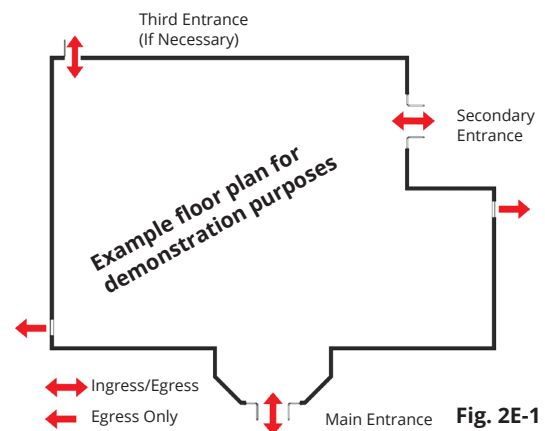 Third Entrance
(If Necessary)
Secondary
Entrance
Example floor plan for
demonstration purposes
Ingress/Egress
Egress Only
Main Entrance
Fig. 2E-1